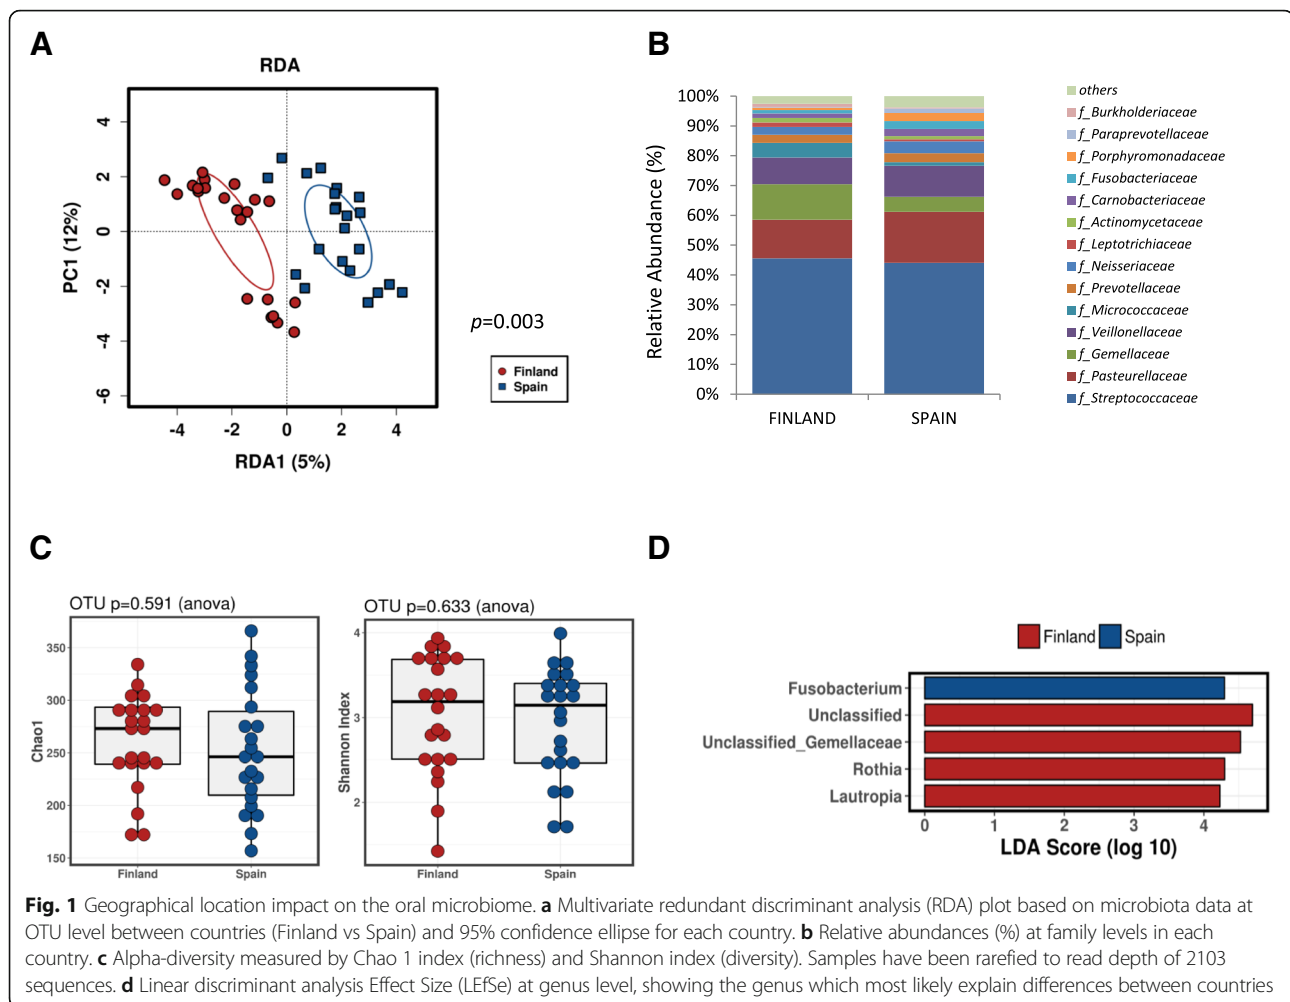 A
RDA
4
2
0
-2
-4
-6
PC1 (12%)
-4 -2 0 2 4
RDA1 (5%)
p=0.003
Finland
Spain
B
100%
90%
80%
70%
60%
50%
40%
30%
20%
10%
0%
Relative Abundance (%)
FINLAND SPAIN
others
f_Burkholderiaceae
f_Paraprevotellaceae
f_Porphyromonadaceae
f_Fusobacteriaceae
f_Carnobacteriaceae
f_Actinomycetaceae
f_Leptotrichiaceae
f_Neisseriaceae
f_Prevotellaceae
f_Micrococcaceae
f_Veillonellaceae
f_Gemellaceae
f_Pasteurellaceae
f_Streptococcaceae
C
OTU p=0.591 (anova)
350
300
250
200
150
Chao1
Finland Spain
OTU p=0.633 (anova)
4
3
2
Shannon Index
Finland Spain
D
Finland Spain
Fusobacterium
Unclassified
Unclassified_Gemellaceae
Rothia
Lautropia
0 1 2 3 4
LDA Score (log 10)
Fig. 1 Geographical location impact on the oral microbiome. a Multivariate redundant discriminant analysis (RDA) plot based on microbiota data at
OTU level between countries (Finland vs Spain) and 95% confidence ellipse for each country. b Relative abundances (%) at family levels in each
country. c Alpha-diversity measured by Chao 1 index (richness) and Shannon index (diversity). Samples have been rarefied to read depth of 2103
sequences. d Linear discriminant analysis Effect Size (LEfSe) at genus level, showing the genus which most likely explain differences between countries